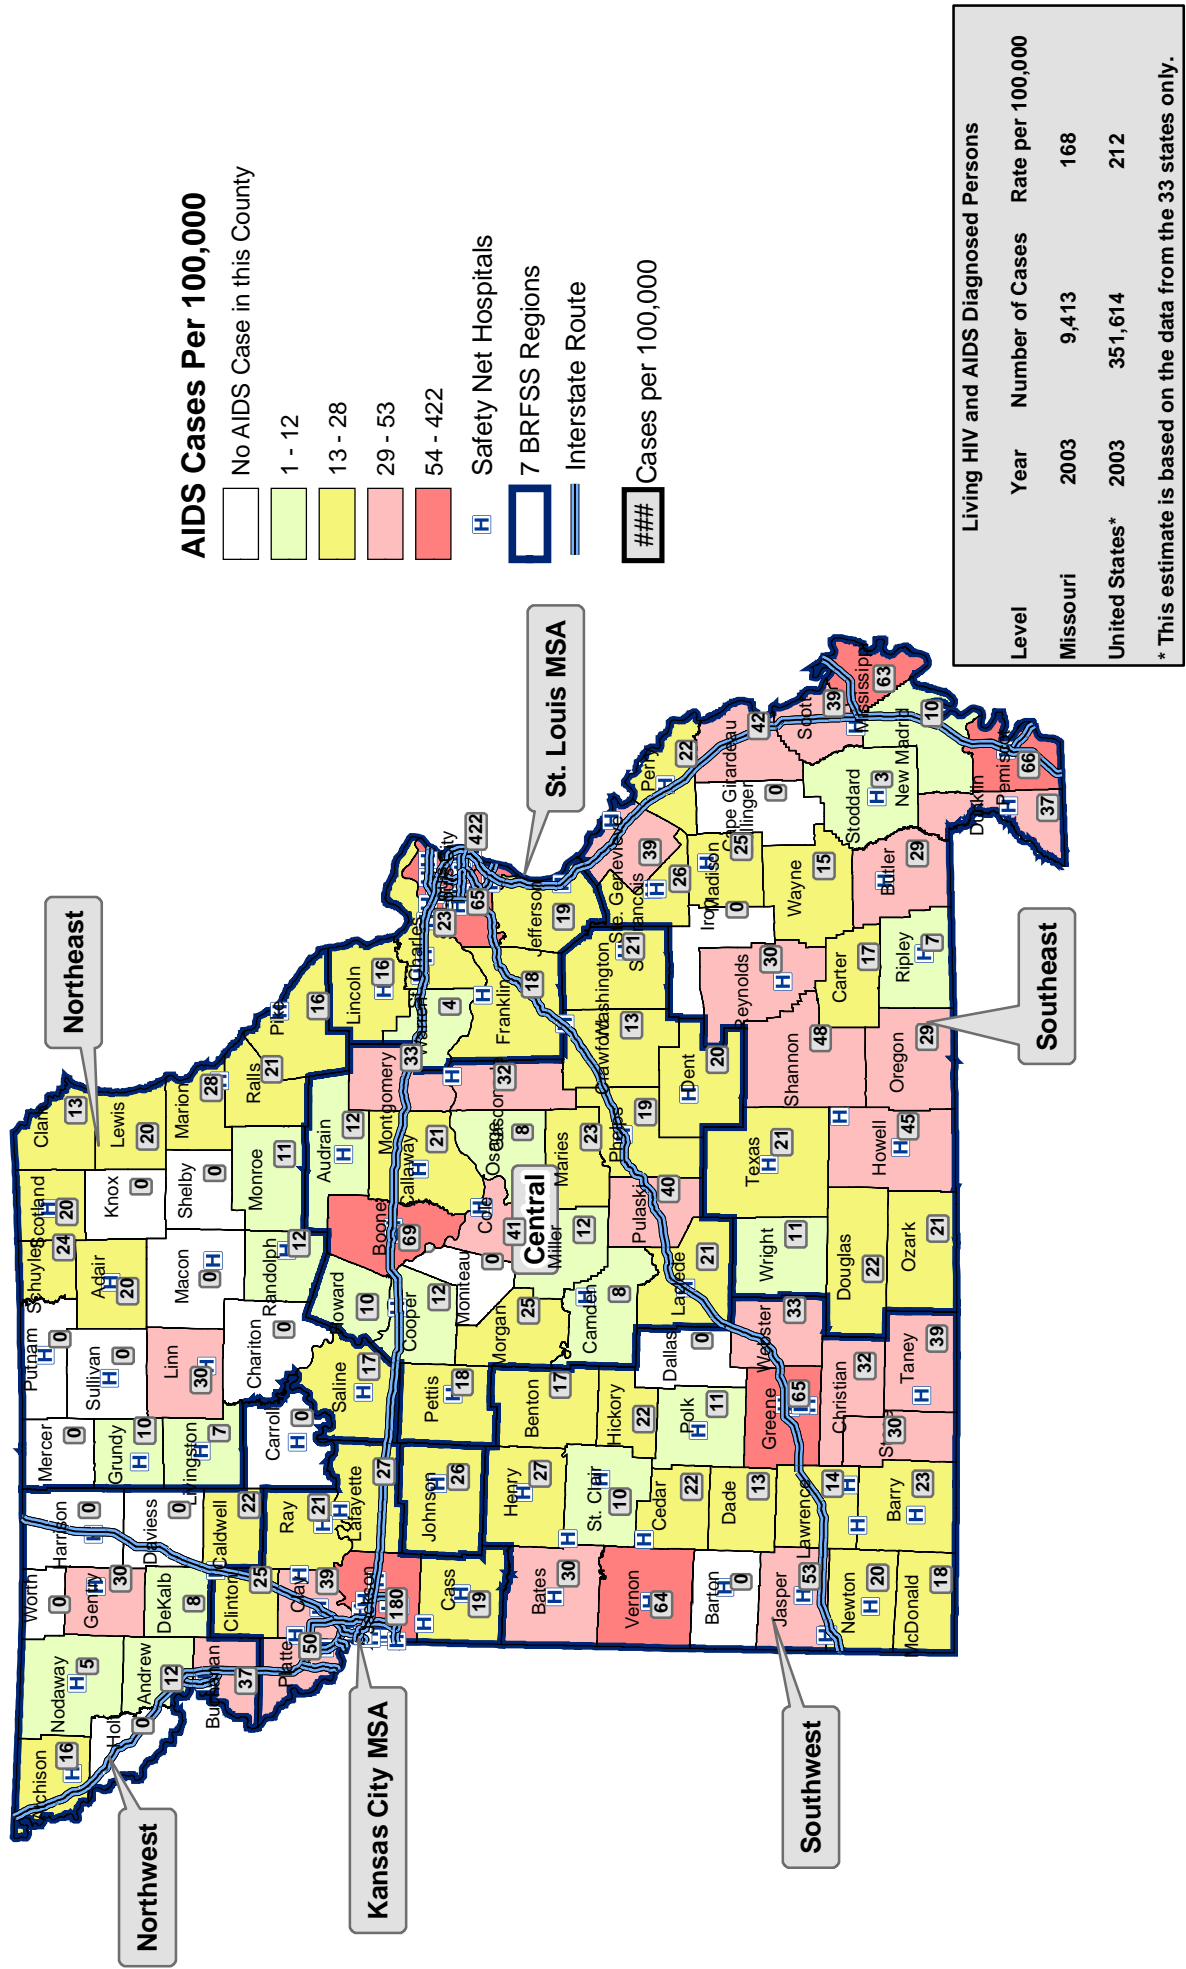 AIDS Cases Per 100,000
No AIDS Case in this County
1 - 12
13 - 28
29 - 53
54 - 422
H Safety Net Hospitals
7 BRFSS Regions
Interstate Route
### Cases per 100,000
Northwest
Northeast
Kansas City MSA
Central
St. Louis MSA
Southwest
Southeast
chison 16
Nodaway 5
Worth 0
Harrison 0
Mercer 0
Putnam 0
Schuyler 24
Scotland 20
Clar 13
Hol 0
Andrew 12
Gentry 30
DeKalb 8
Daviess 0
Grundy 10
Sullivan 0
Adair 20
Knox 0
Lewis 20
Buchanan 37
Clinton 25
Caldwell 22
Livingston 7
Linn 30
Macon 0
Shelby 0
Marion 28
Platte 50
Clay 39
Ray 21
Carroll 0
Chariton 0
Randolph 12
Monroe 11
Ralls 21
Pike 16
Jackson 180
Lafayette 27
Saline 17
Howard 10
Boone 69
Audrain 12
Montgomery 33
Lincoln 16
Cass 19
Johnson 26
Pettis 18
Cooper 12
Moniteau 0
Cole 41
Callaway 21
Osage 8
32
Warren 4
St. Charles 23
City 422
65
Franklin 18
Jefferson 19
Bates 30
Henry 27
Benton 17
Morgan 25
Miller 12
Maries 23
Phelps 19
Crawford 13
Washington 21
Ste. Genevieve 39
26
Perry 22
Vernon 64
St. Clair 10
Hickory 22
Camden 8
Pulaski 40
Dent 20
Iron 0
Madison 25
Cape Girardeau 42
llinger 0
Barton 0
Cedar 22
Dade 13
Polk 11
Dallas 0
Laclede 21
Texas 21
Reynolds 30
Shannon 48
Wayne 15
Scott 39
Mississippi 63
Jasper 53
Lawrence 14
Greene 65
Webster 33
Wright 11
Carter 17
Butler 29
Stoddard 3
New Madrid 10
Newton 20
Christian 32
Douglas 22
Howell 45
Oregon 29
Ripley 7
Dunklin 37
Pemiscot 66
McDonald 18
Barry 23
30
Taney 39
Ozark 21
Living HIV and AIDS Diagnosed Persons
Level Year Number of Cases Rate per 100,000
Missouri 2003 9,413 168
United States* 2003 351,614 212
* This estimate is based on the data from the 33 states only.